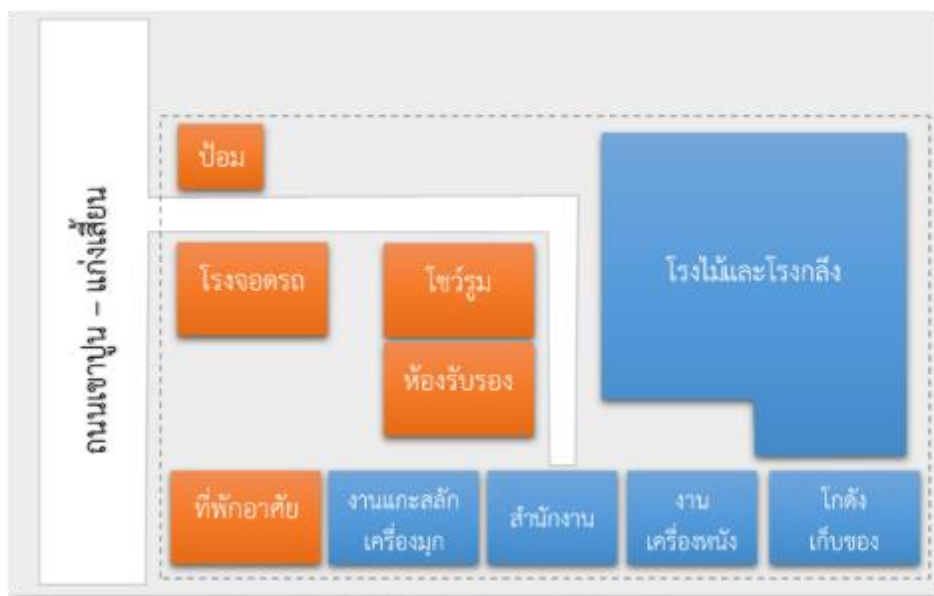 ถนนเขาปูน – แก่งเสี้ยน
ป้อม
โรงจอดรถ
โชว์รูม
ห้องรับรอง
โรงไม้และโรงกลึง
ที่พักอาศัย
งานแกะสลัก
เครื่องมุก
สำนักงาน
งาน
เครื่องหนัง
โกดัง
เก็บของ